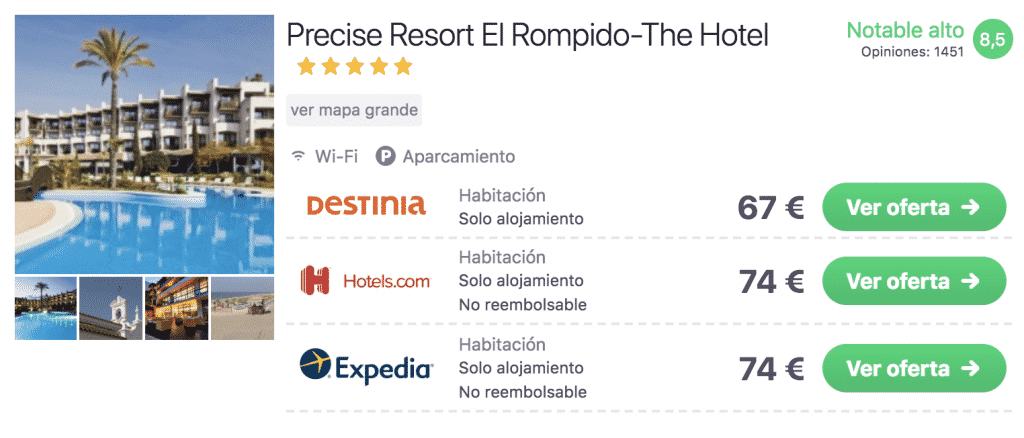 Precise Resort El Rompido-The Hotel
Notable alto
Opiniones: 1451
8,5
ver mapa grande
Wi-Fi
P Aparcamiento
DESTINIA
Habitación
Solo alojamiento
67 €
Ver oferta →
H Hotels.com
Habitación
Solo alojamiento
No reembolsable
74 €
Ver oferta →
Expedia
Habitación
Solo alojamiento
No reembolsable
74 €
Ver oferta →